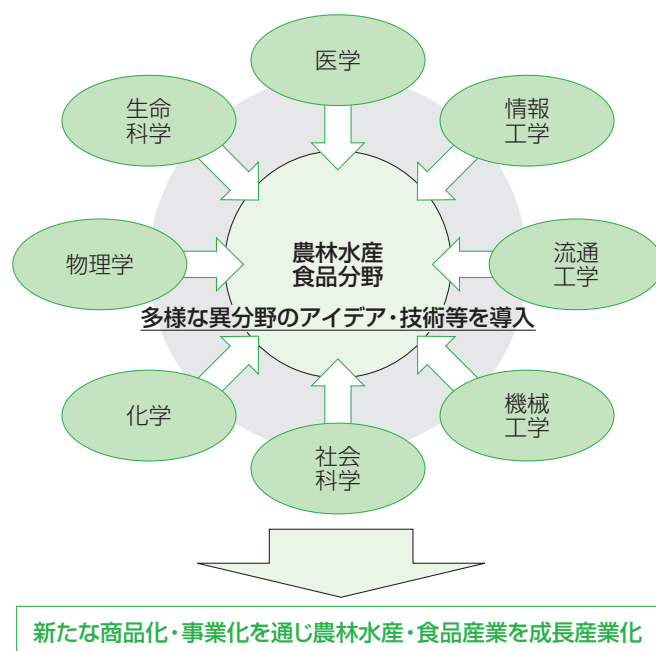 医学
生命
科学
情報
工学
物理学
農林水産
食品分野
流通
工学
多様な異分野のアイデア・技術等を導入
化学
機械
工学
社会
科学
新たな商品化・事業化を通じ農林水産・食品産業を成長産業化